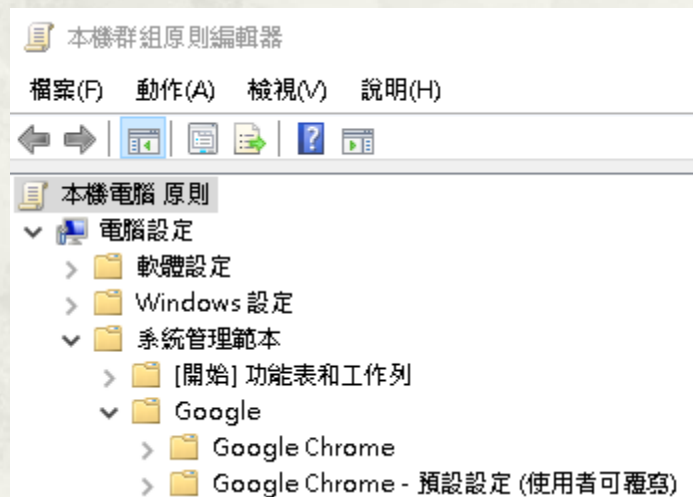 本機群組原則編輯器
檔案(F) 動作(A) 檢視(V) 說明(H)
本機電腦 原則
電腦設定
軟體設定
Windows 設定
系統管理範本
[開始] 功能表和工作列
Google
Google Chrome
Google Chrome - 預設設定 (使用者可覆寫)